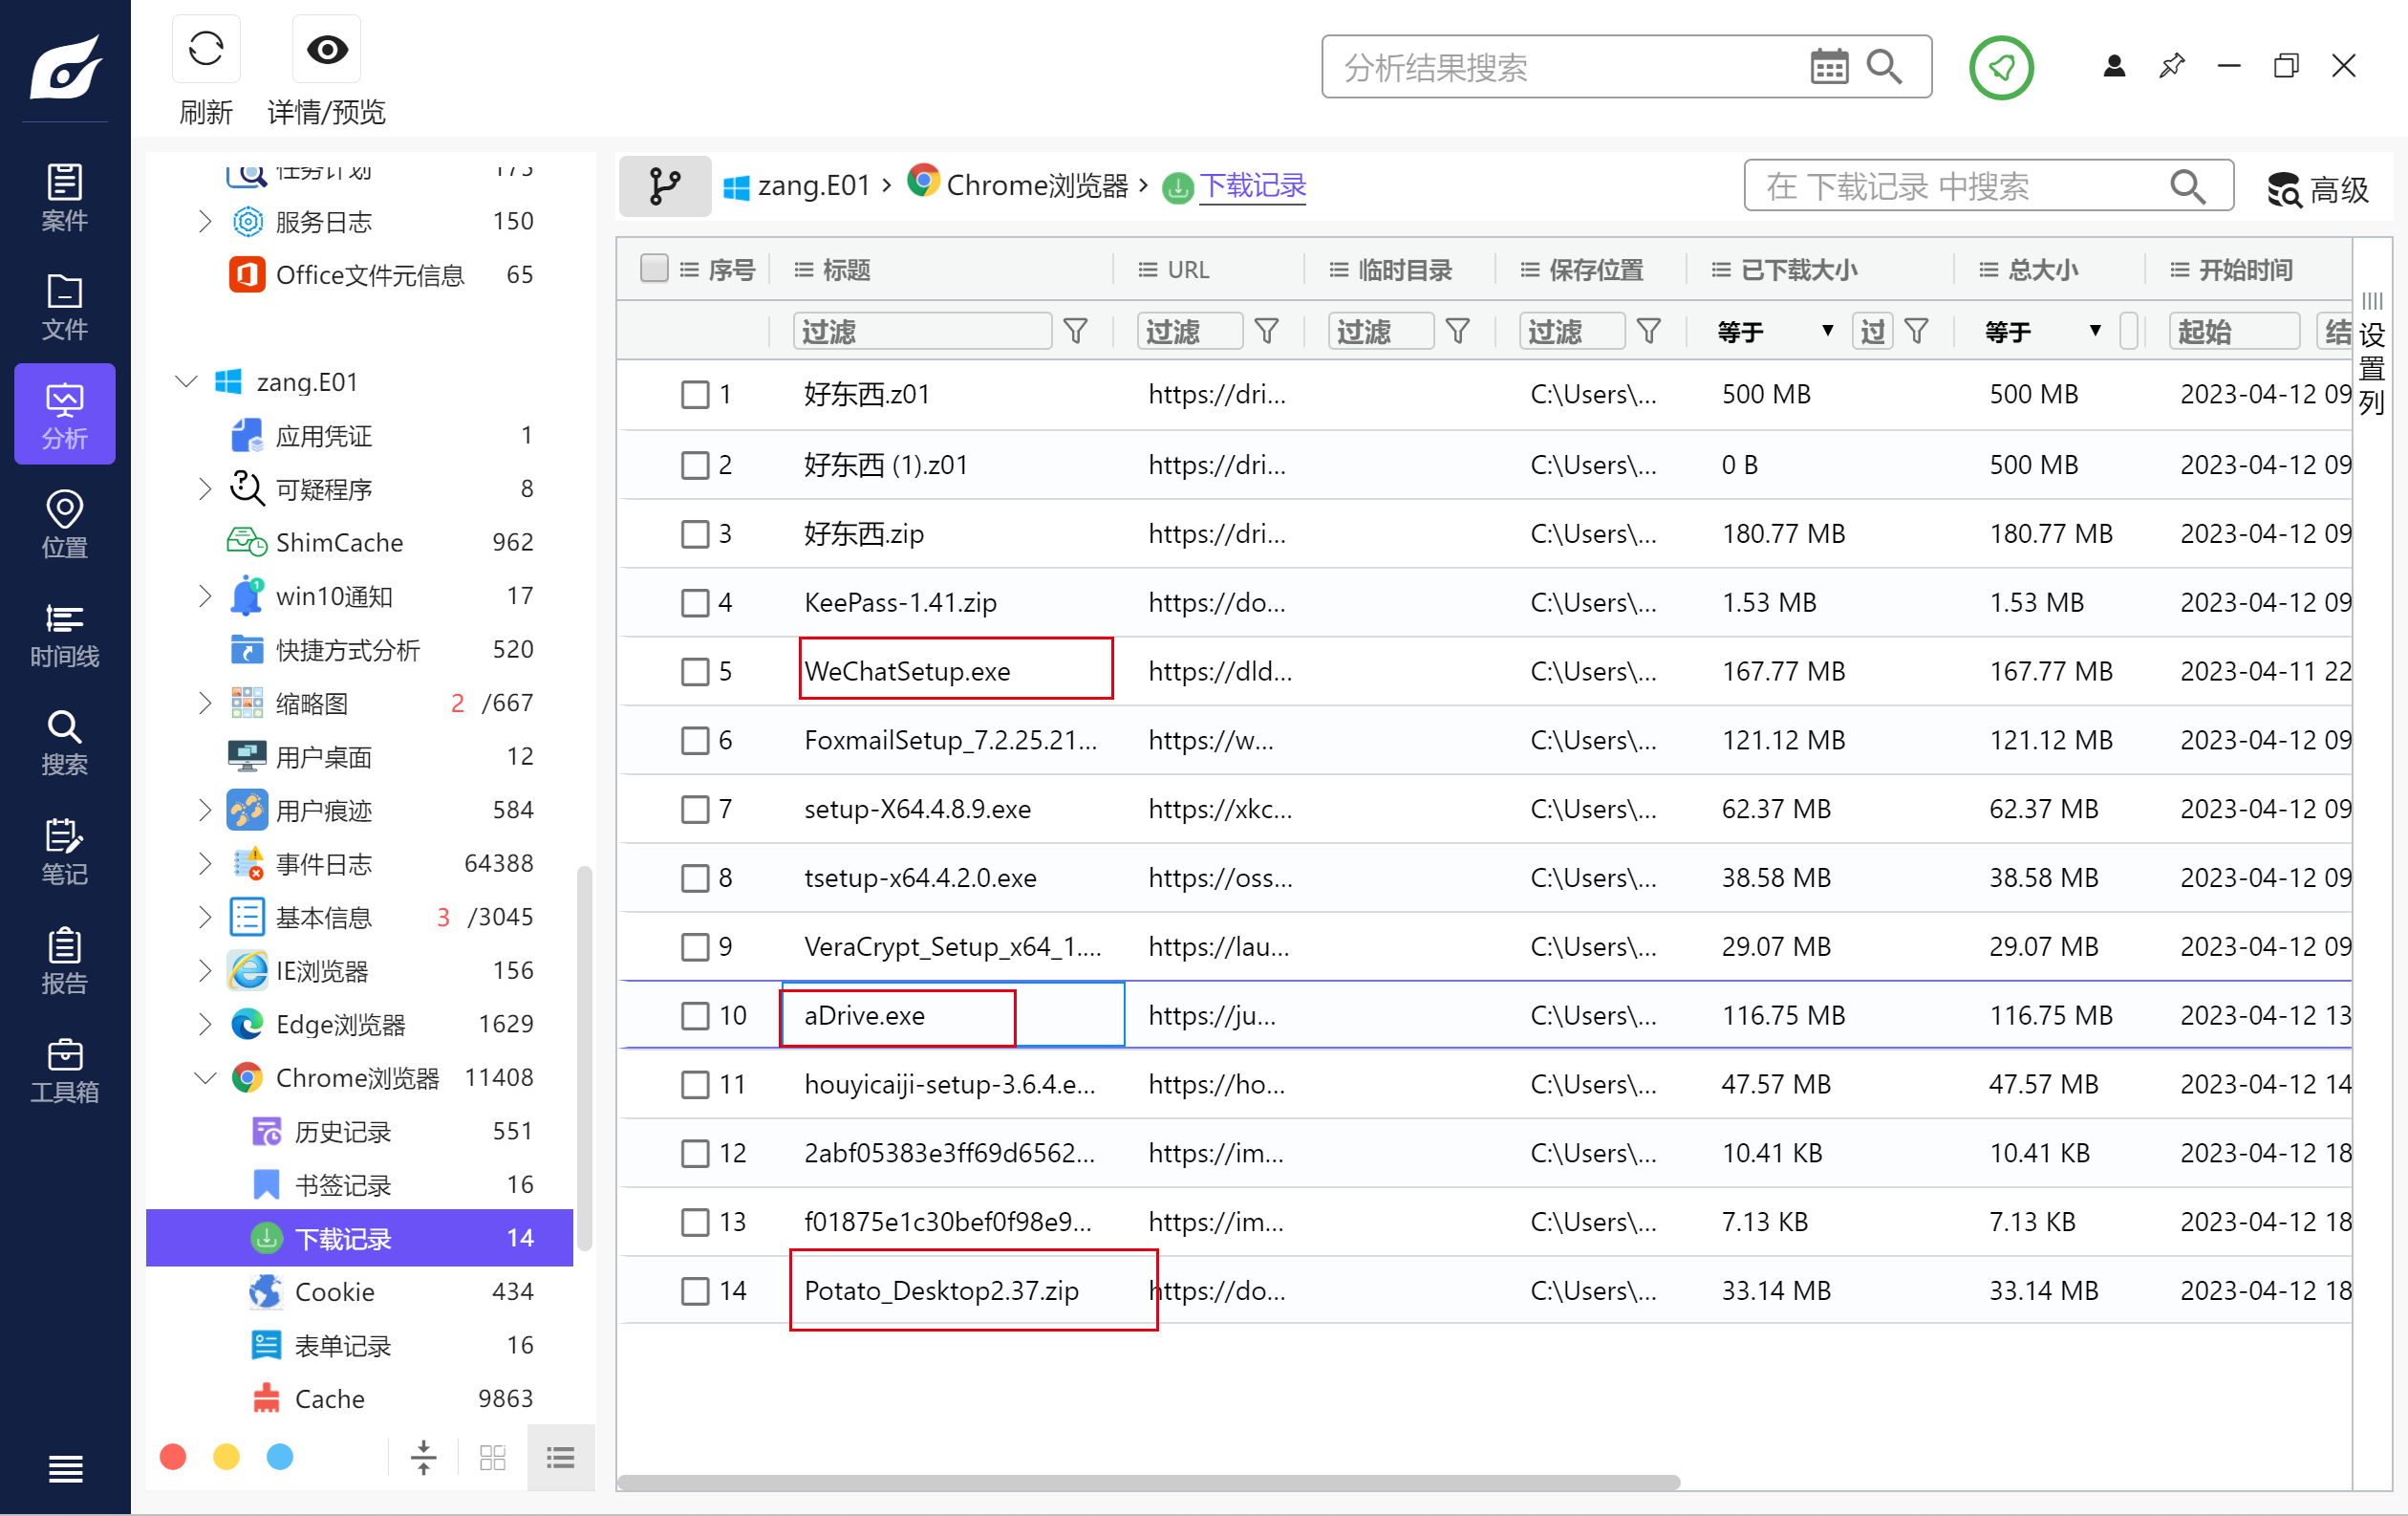 刷新
详情/预览
分析结果搜索
案件
文件
分析
位置
时间线
搜索
笔记
报告
工具箱
任务计划 175
服务日志 150
Office文件元信息 65
zang.E01
应用凭证 1
可疑程序 8
ShimCache 962
win10通知 17
快捷方式分析 520
缩略图 2 /667
用户桌面 12
用户痕迹 584
事件日志 64388
基本信息 3 /3045
IE浏览器 156
Edge浏览器 1629
Chrome浏览器 11408
历史记录 551
书签记录 16
下载记录 14
Cookie 434
表单记录 16
Cache 9863
zang.E01 › Chrome浏览器 › 下载记录
在 下载记录 中搜索
高级
序号 标题 URL 临时目录 保存位置 已下载大小 总大小 开始时间
过滤 过滤 过滤 过滤 等于 过 等于 起始 结
设置列
1 好东西.z01 https://dri... C:\Users\... 500 MB 500 MB 2023-04-12 09
2 好东西 (1).z01 https://dri... C:\Users\... 0 B 500 MB 2023-04-12 09
3 好东西.zip https://dri... C:\Users\... 180.77 MB 180.77 MB 2023-04-12 09
4 KeePass-1.41.zip https://do... C:\Users\... 1.53 MB 1.53 MB 2023-04-12 09
5 WeChatSetup.exe https://dld... C:\Users\... 167.77 MB 167.77 MB 2023-04-11 22
6 FoxmailSetup_7.2.25.21... https://w... C:\Users\... 121.12 MB 121.12 MB 2023-04-12 09
7 setup-X64.4.8.9.exe https://xkc... C:\Users\... 62.37 MB 62.37 MB 2023-04-12 09
8 tsetup-x64.4.2.0.exe https://oss... C:\Users\... 38.58 MB 38.58 MB 2023-04-12 09
9 VeraCrypt_Setup_x64_1.... https://lau... C:\Users\... 29.07 MB 29.07 MB 2023-04-12 09
10 aDrive.exe https://ju... C:\Users\... 116.75 MB 116.75 MB 2023-04-12 13
11 houyicaiji-setup-3.6.4.e... https://ho... C:\Users\... 47.57 MB 47.57 MB 2023-04-12 14
12 2abf05383e3ff69d6562... https://im... C:\Users\... 10.41 KB 10.41 KB 2023-04-12 18
13 f01875e1c30bef0f98e9... https://im... C:\Users\... 7.13 KB 7.13 KB 2023-04-12 18
14 Potato_Desktop2.37.zip https://do... C:\Users\... 33.14 MB 33.14 MB 2023-04-12 18